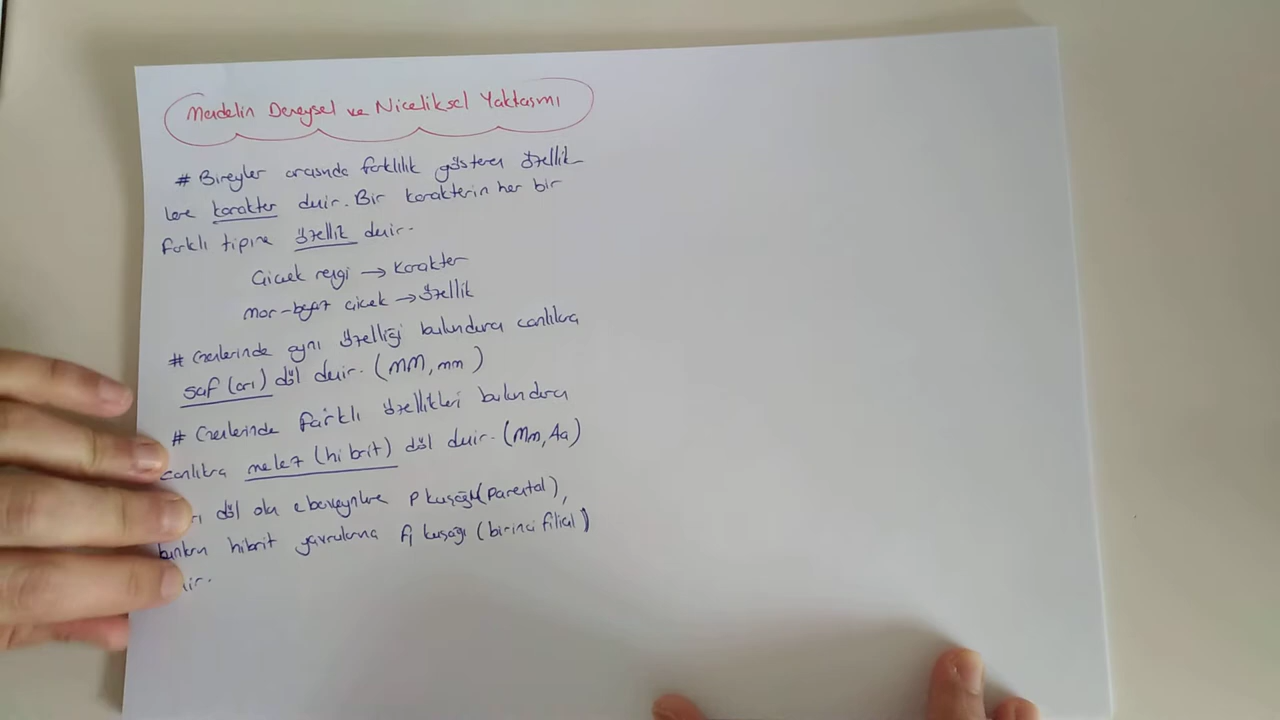 Mendelin Deneysel ve Niceliksel Yaklaşımı
# Bireyler arasında farklılık gösteren özellik
lere karakter denir. Bir karakterin her bir
farklı tipine özellik denir.
Çiçek rengi → Karakter
Mor-beyaz çiçek → özellik
# Genlerinde aynı özelliği bulunduran canlılara
saf (arı) döl denir. (MM, mm)
# Genlerinde farklı özellikleri bulunduran
canlılara melez (hibrit) döl denir. (Mm, Aa)
döl olan ebeveynlere P kuşağı (parental),
bunların hibrit yavrularına F1 kuşağı (birinci filial)